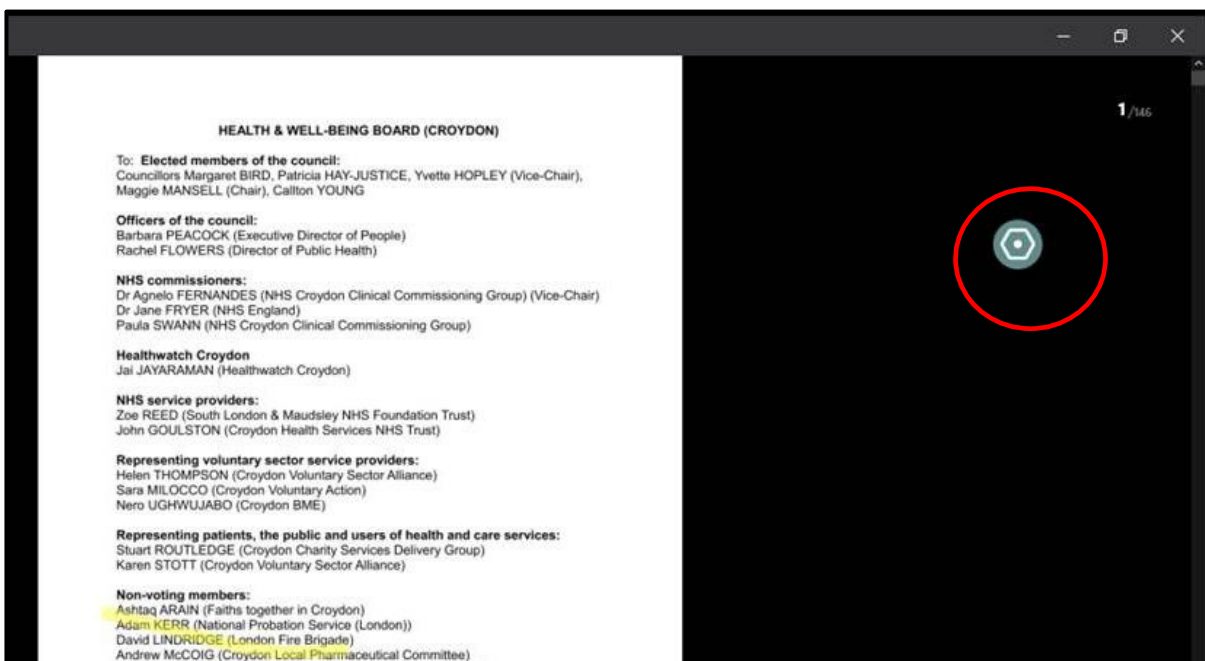 1/146
HEALTH & WELL-BEING BOARD (CROYDON)
To: Elected members of the council:
Councillors Margaret BIRD, Patricia HAY-JUSTICE, Yvette HOPLEY (Vice-Chair),
Maggie MANSELL (Chair), Callton YOUNG
Officers of the council:
Barbara PEACOCK (Executive Director of People)
Rachel FLOWERS (Director of Public Health)
NHS commissioners:
Dr Agnelo FERNANDES (NHS Croydon Clinical Commissioning Group) (Vice-Chair)
Dr Jane FRYER (NHS England)
Paula SWANN (NHS Croydon Clinical Commissioning Group)
Healthwatch Croydon
Jai JAYARAMAN (Healthwatch Croydon)
NHS service providers:
Zoe REED (South London & Maudsley NHS Foundation Trust)
John GOULSTON (Croydon Health Services NHS Trust)
Representing voluntary sector service providers:
Helen THOMPSON (Croydon Voluntary Sector Alliance)
Sara MILOCCO (Croydon Voluntary Action)
Nero UGHWUJABO (Croydon BME)
Representing patients, the public and users of health and care services:
Stuart ROUTLEDGE (Croydon Charity Services Delivery Group)
Karen STOTT (Croydon Voluntary Sector Alliance)
Non-voting members:
Ashtaq ARAIN (Faiths together in Croydon)
Adam KERR (National Probation Service (London))
David LINDRIDGE (London Fire Brigade)
Andrew McCOIG (Croydon Local Pharmaceutical Committee)